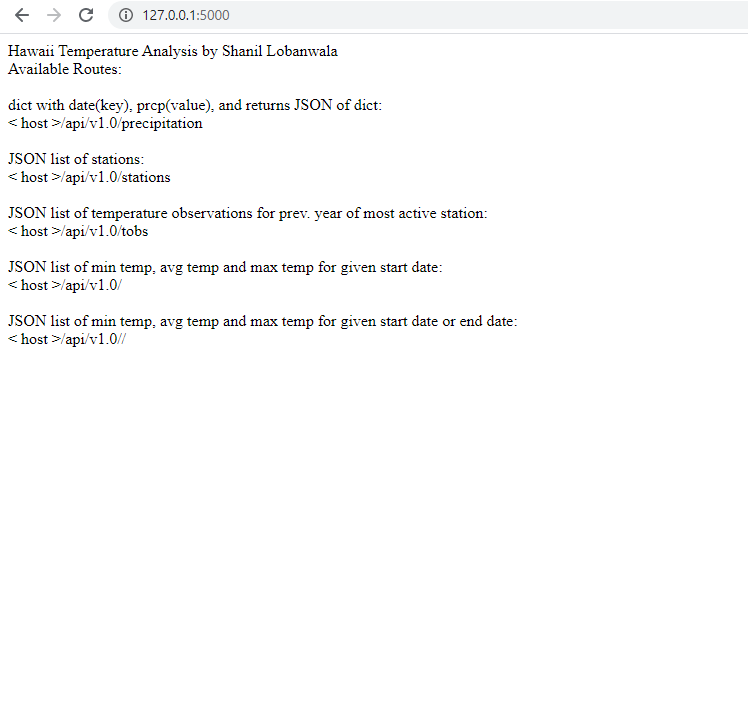 127.0.0.1:5000
Hawaii Temperature Analysis by Shanil Lobanwala
Available Routes:
dict with date(key), prcp(value), and returns JSON of dict:
< host >/api/v1.0/precipitation
JSON list of stations:
< host >/api/v1.0/stations
JSON list of temperature observations for prev. year of most active station:
< host >/api/v1.0/tobs
JSON list of min temp, avg temp and max temp for given start date:
< host >/api/v1.0/
JSON list of min temp, avg temp and max temp for given start date or end date:
< host >/api/v1.0//